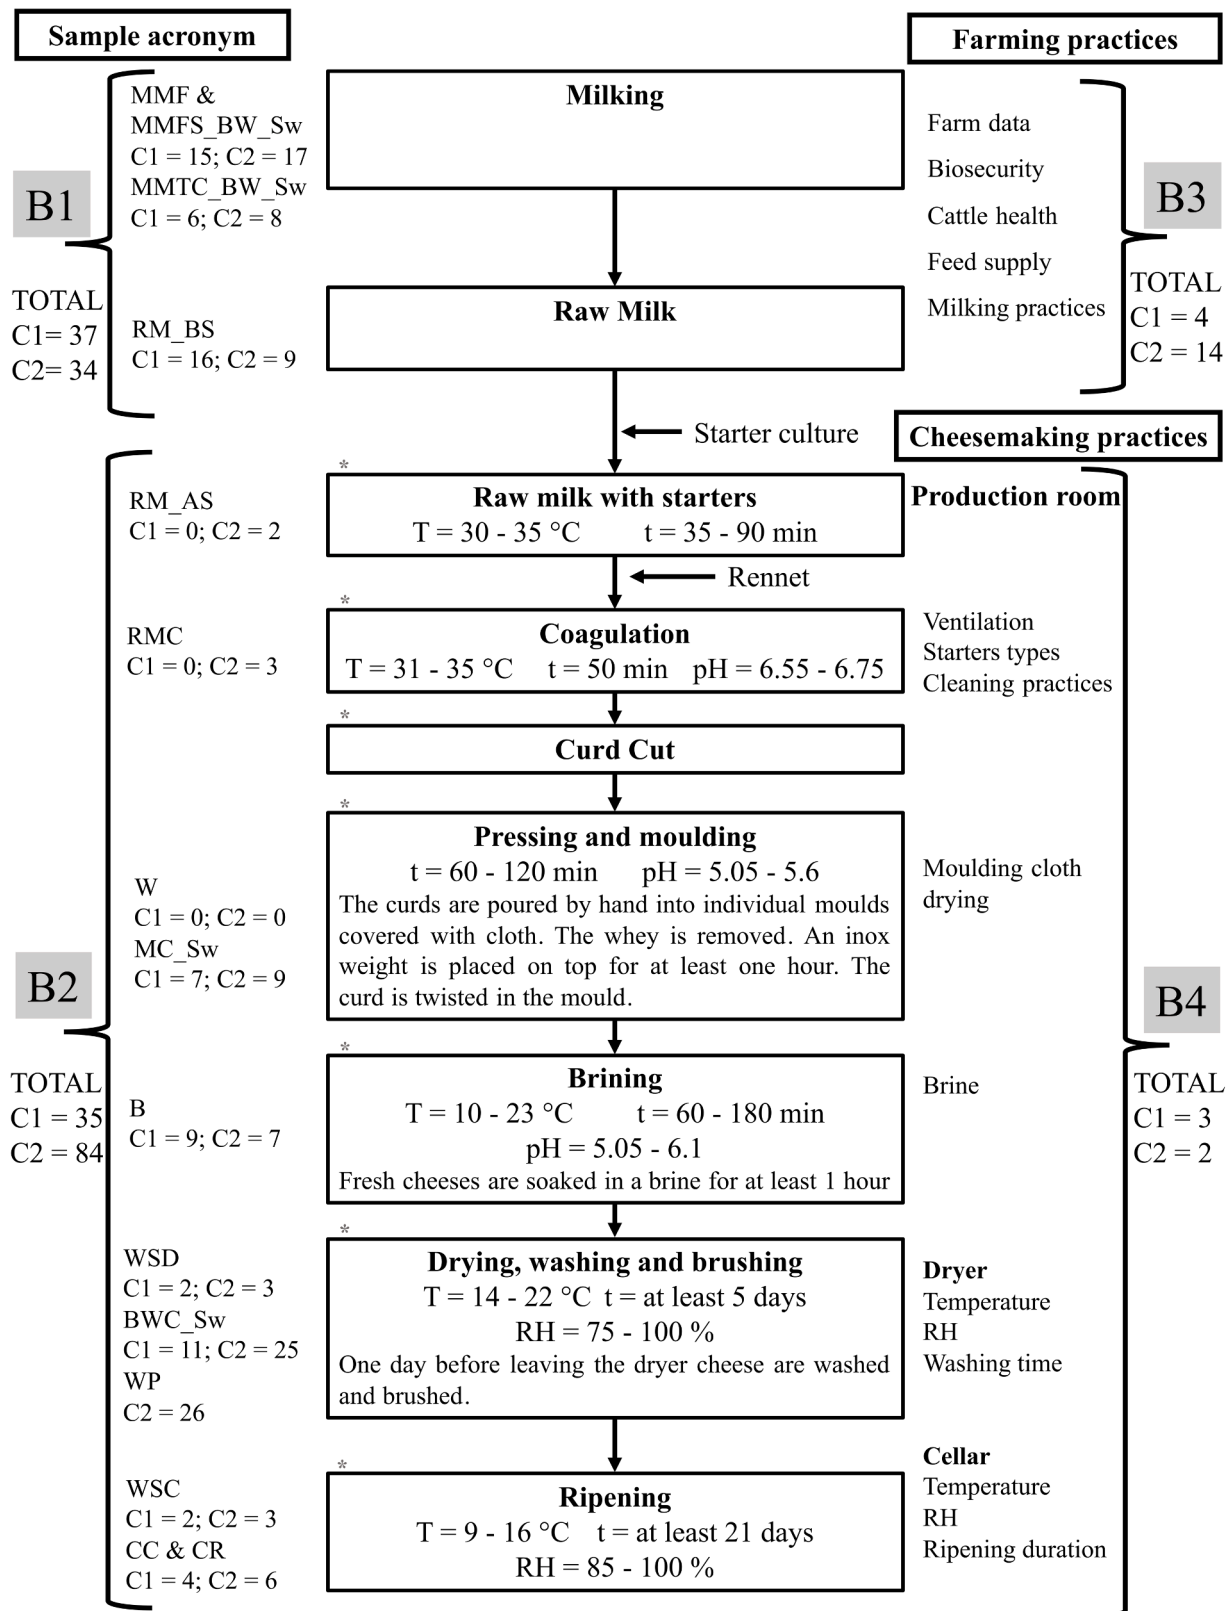 Sample acronym
Farming practices
MMF &
MMFS_BW_Sw
C1 = 15; C2 = 17
MMTC_BW_Sw
C1 = 6; C2 = 8
B1
TOTAL
C1= 37
C2= 34
RM_BS
C1 = 16; C2 = 9
Milking
Raw Milk
Farm data
Biosecurity
Cattle health
Feed supply
Milking practices
B3
TOTAL
C1 = 4
C2 = 14
Starter culture
Cheesemaking practices
*
RM_AS
C1 = 0; C2 = 2
Raw milk with starters
T = 30 - 35 °C t = 35 - 90 min
Production room
Rennet
*
RMC
C1 = 0; C2 = 3
Coagulation
T = 31 - 35 °C t = 50 min pH = 6.55 - 6.75
Ventilation
Starters types
Cleaning practices
*
Curd Cut
*
W
C1 = 0; C2 = 0
MC_Sw
C1 = 7; C2 = 9
Pressing and moulding
t = 60 - 120 min pH = 5.05 - 5.6
The curds are poured by hand into individual moulds
covered with cloth. The whey is removed. An inox
weight is placed on top for at least one hour. The
curd is twisted in the mould.
Moulding cloth
drying
B2
TOTAL
C1 = 35
C2 = 84
B4
TOTAL
C1 = 3
C2 = 2
*
B
C1 = 9; C2 = 7
Brining
T = 10 - 23 °C t = 60 - 180 min
pH = 5.05 - 6.1
Fresh cheeses are soaked in a brine for at least 1 hour
Brine
*
WSD
C1 = 2; C2 = 3
BWC_Sw
C1 = 11; C2 = 25
WP
C2 = 26
Drying, washing and brushing
T = 14 - 22 °C t = at least 5 days
RH = 75 - 100 %
One day before leaving the dryer cheese are washed
and brushed.
Dryer
Temperature
RH
Washing time
*
WSC
C1 = 2; C2 = 3
CC & CR
C1 = 4; C2 = 6
Ripening
T = 9 - 16 °C t = at least 21 days
RH = 85 - 100 %
Cellar
Temperature
RH
Ripening duration